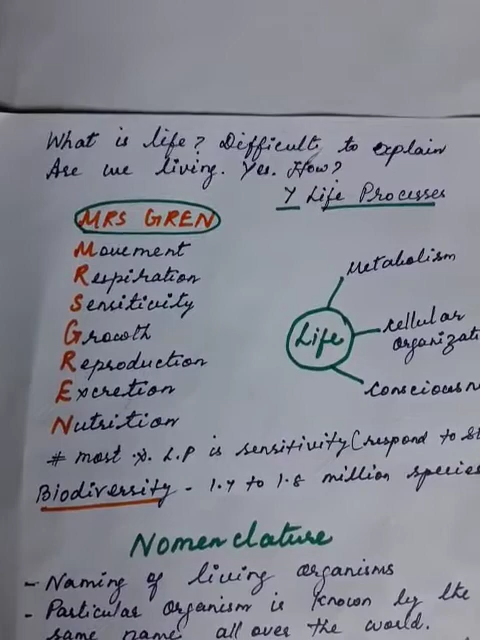 What is life? Difficult to explain
Are we living. Yes. How?
7 Life Processes
MRS GREN
Movement
Respiration
Sensitivity
Growth
Reproduction
Excretion
Nutrition
Metabolism
Life
cellular
organizati
Consciousn
# most .x. L.P is sensitivity (respond to st
Biodiversity - 1.7 to 1.8 million species
Nomenclature
- Naming of living organisms
- Particular organism is known by the
same name all over the world.